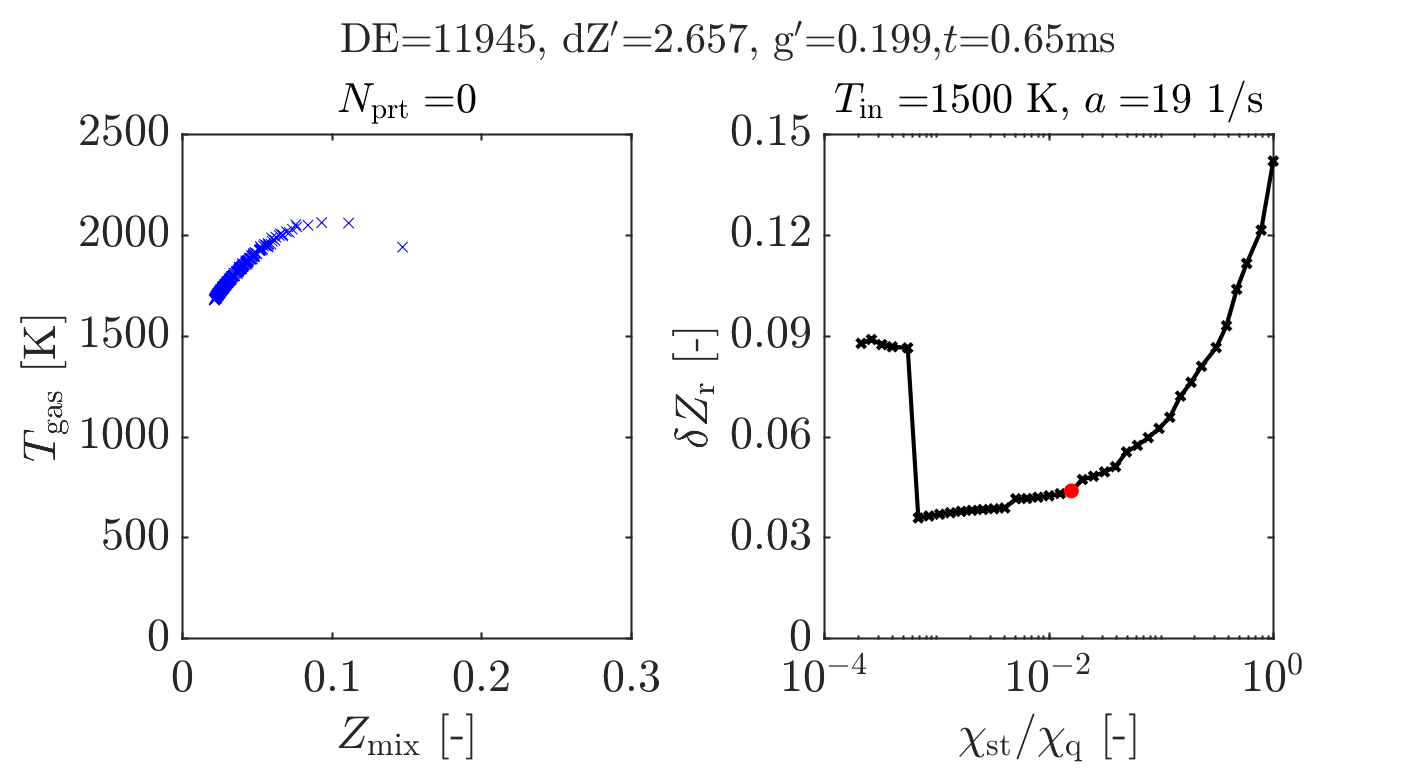 DE=11945, dZ′=2.657, g′=0.199,t=0.65ms
N_prt =0
T_in =1500 K, a =19 1/s
2500
2000
1500
1000
500
0
T_gas [K]
0 0.1 0.2 0.3
Z_mix [-]
0.15
0.12
0.09
0.06
0.03
0
δZ_r [-]
10⁻⁴ 10⁻² 10⁰
χ_st/χ_q [-]